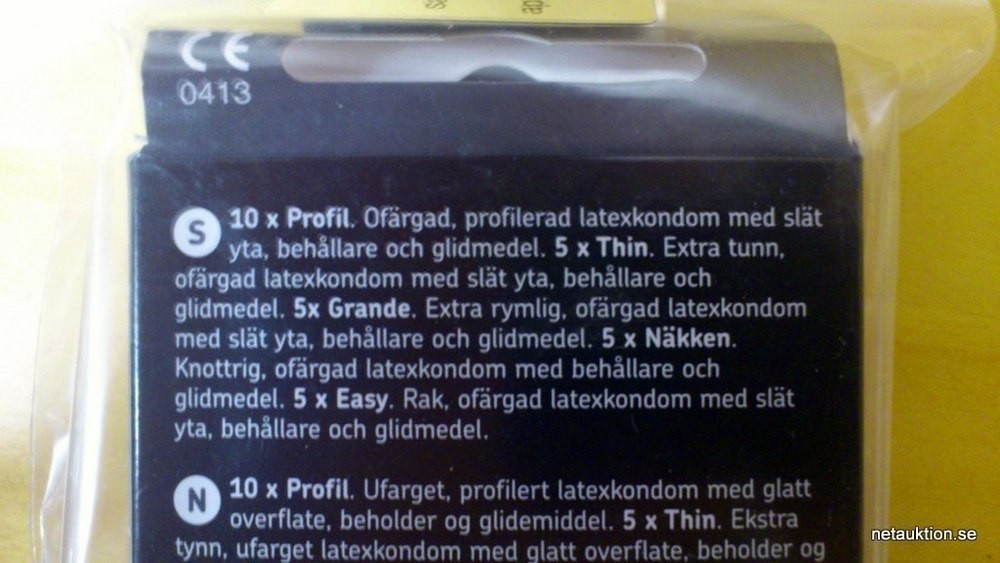 CE
0413
S
10 x Profil. Ofärgad, profilerad latexkondom med slät
yta, behållare och glidmedel. 5 x Thin. Extra tunn,
ofärgad latexkondom med slät yta, behållare och
glidmedel. 5x Grande. Extra rymlig, ofärgad latexkondom
med slät yta, behållare och glidmedel. 5 x Näkken.
Knottrig, ofärgad latexkondom med behållare och
glidmedel. 5 x Easy. Rak, ofärgad latexkondom med slät
yta, behållare och glidmedel.
N
10 x Profil. Ufarget, profilert latexkondom med glatt
overflate, beholder og glidemiddel. 5 x Thin. Ekstra
tynn, ufarget latexkondom med glatt overflate, beholder og
netauktion.se